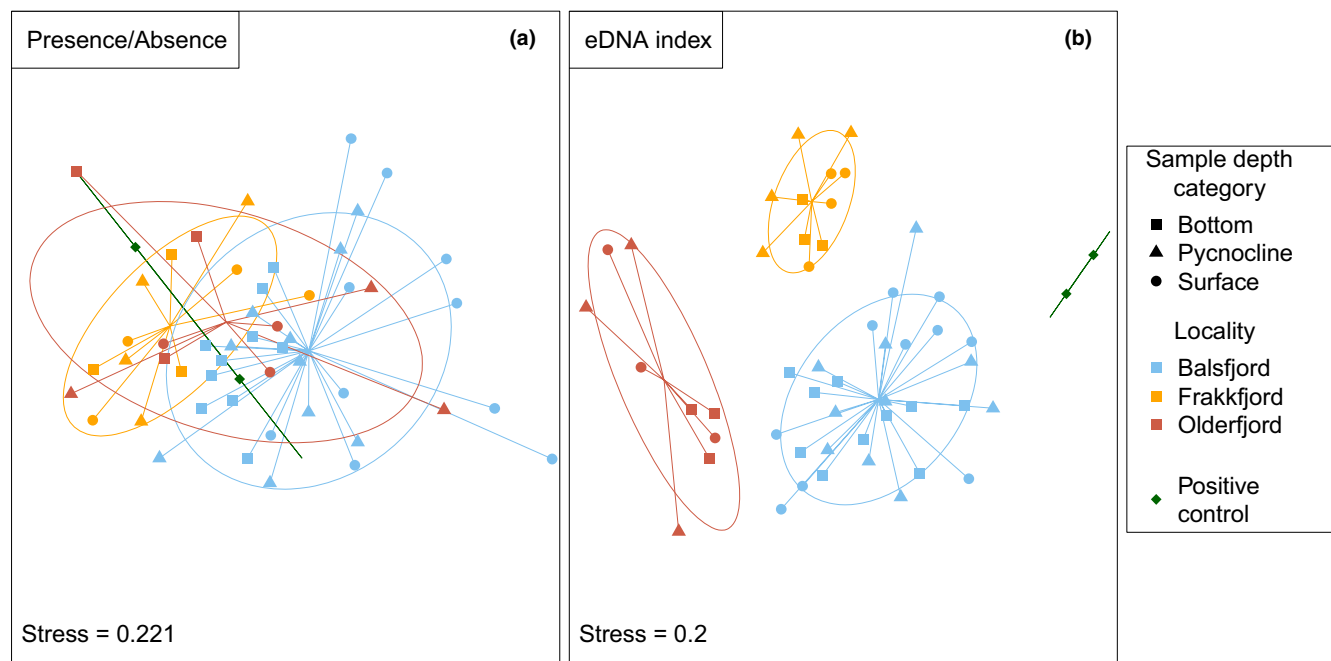 Presence/Absence
(a)
Stress = 0.221
eDNA index
(b)
Stress = 0.2
Sample depth
category
Bottom
Pycnocline
Surface
Locality
Balsfjord
Frakkfjord
Olderfjord
Positive
control